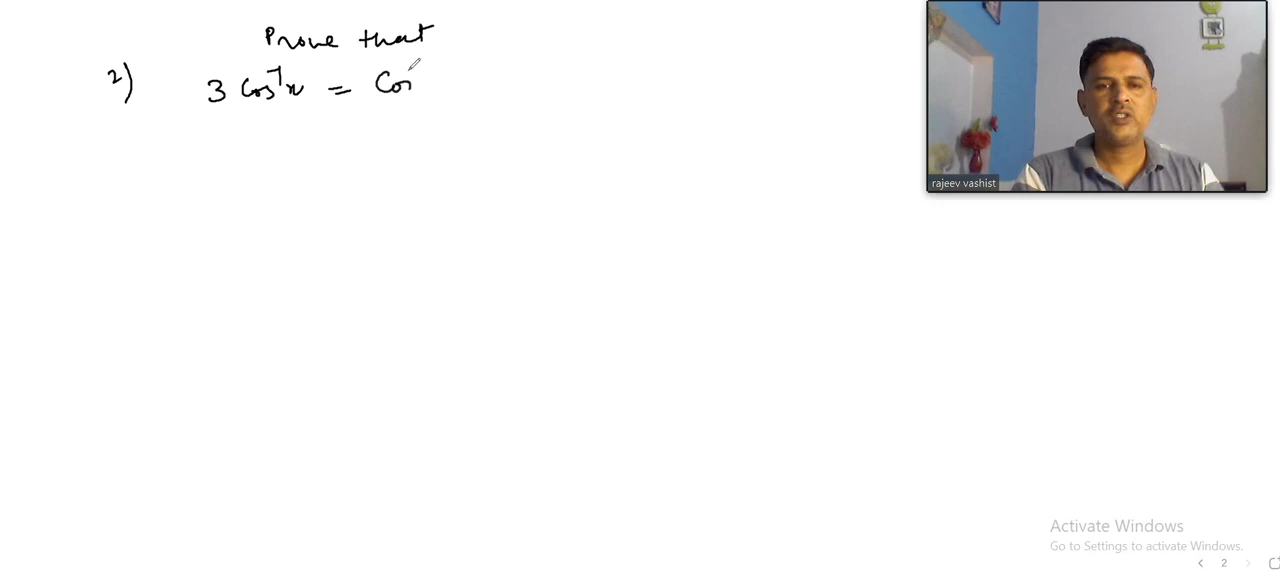 Prove that
2) 3 cos⁻¹x = Cos
rajeev vashist
Activate Windows
Go to Settings to activate Windows.
< 2 >